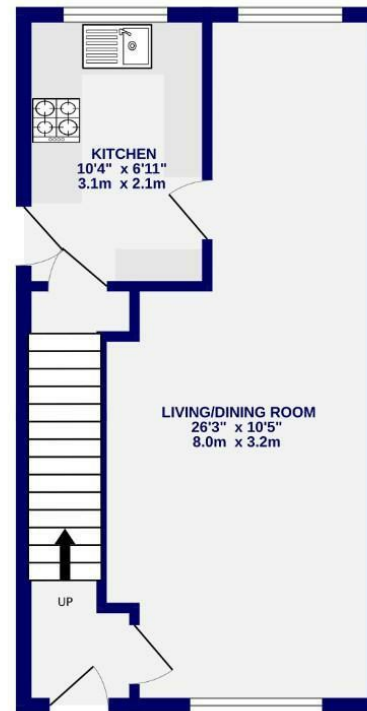 KITCHEN
10'4" x 6'11"
3.1m x 2.1m
LIVING/DINING ROOM
26'3" x 10'5"
8.0m x 3.2m
UP